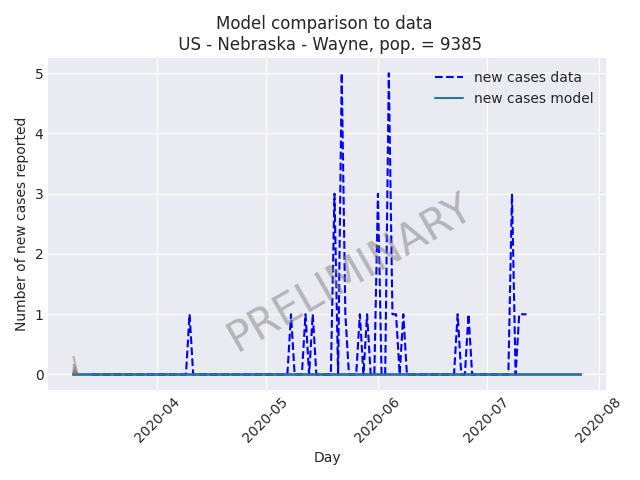 Model comparison to data
US - Nebraska - Wayne, pop. = 9385
new cases data
new cases model
Number of new cases reported
5
4
3
2
1
0
PRELIMINARY
2020-04
2020-05
2020-06
2020-07
2020-08
Day